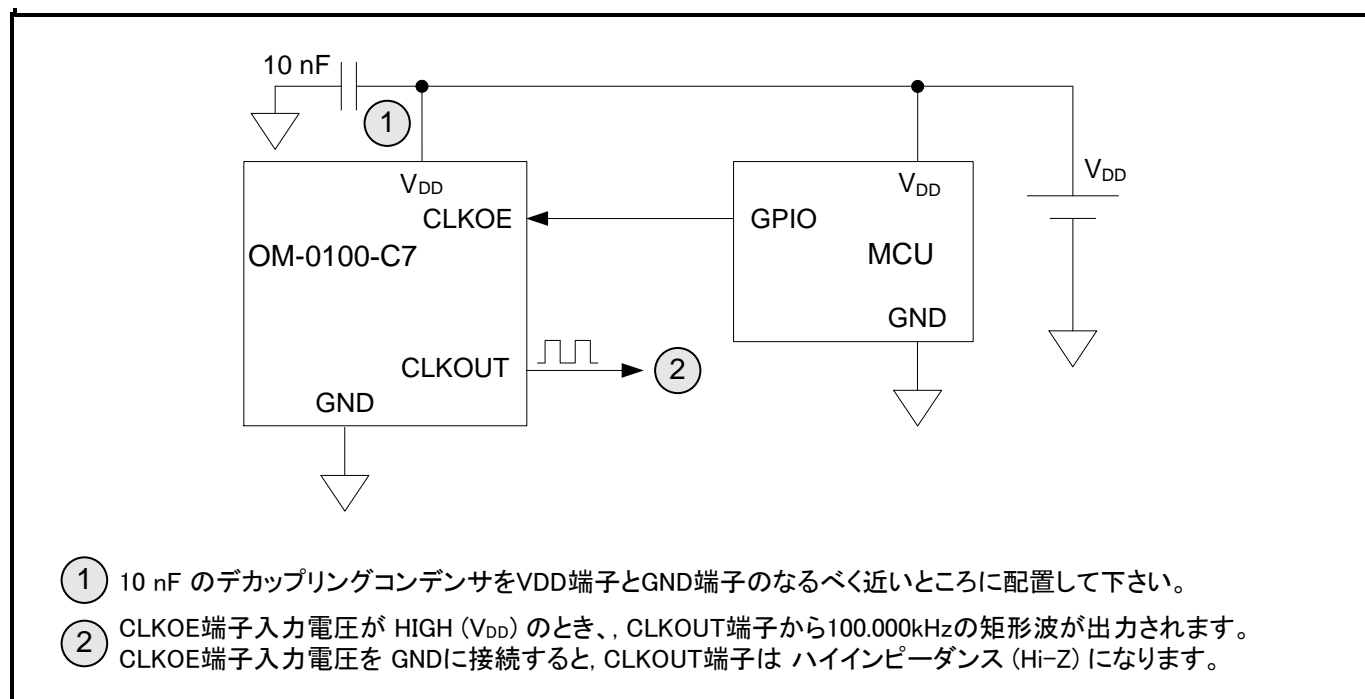 10 nF
1
VDD
CLKOE
OM-0100-C7
CLKOUT
GND
VDD
GPIO
MCU
GND
VDD
2
1 10 nF のデカップリングコンデンサをVDD端子とGND端子のなるべく近いところに配置して下さい。
2 CLKOE端子入力電圧が HIGH (VDD) のとき、, CLKOUT端子から100.000kHzの矩形波が出力されます。
CLKOE端子入力電圧を GNDに接続すると, CLKOUT端子は ハイインピーダンス (Hi-Z) になります。